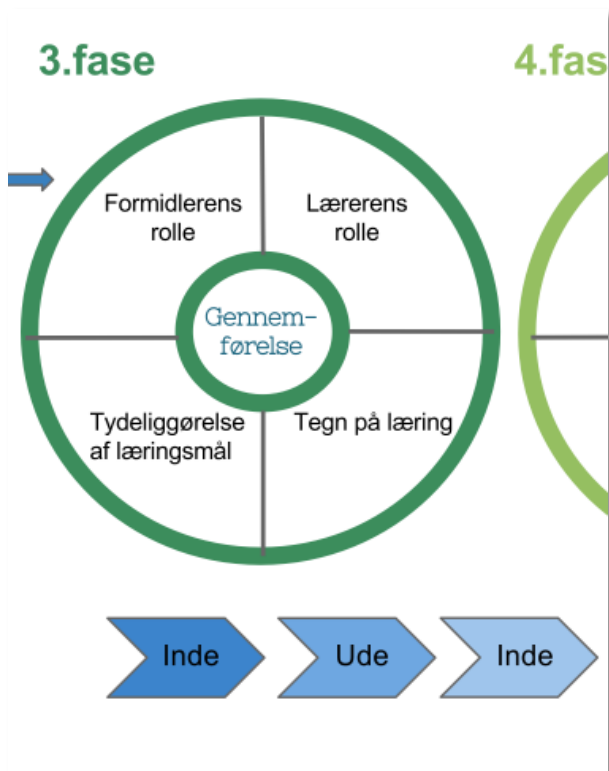 3.fase
4.fas
Formidlerens
rolle
Lærerens
rolle
Gennem-
førelse
Tydeliggørelse
af læringsmål
Tegn på læring
Inde
Ude
Inde